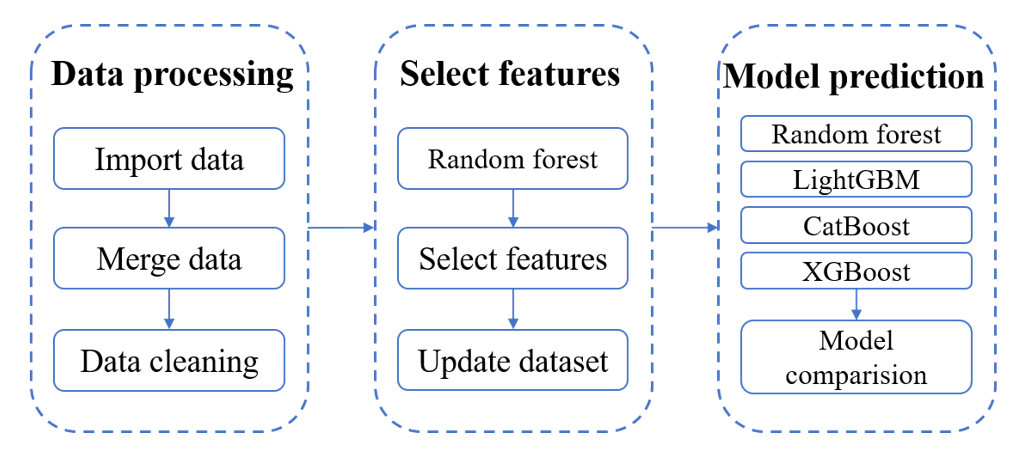 Data processing
Import data
Merge data
Data cleaning
Select features
Random forest
Select features
Update dataset
Model prediction
Random forest
LightGBM
CatBoost
XGBoost
Model
comparision